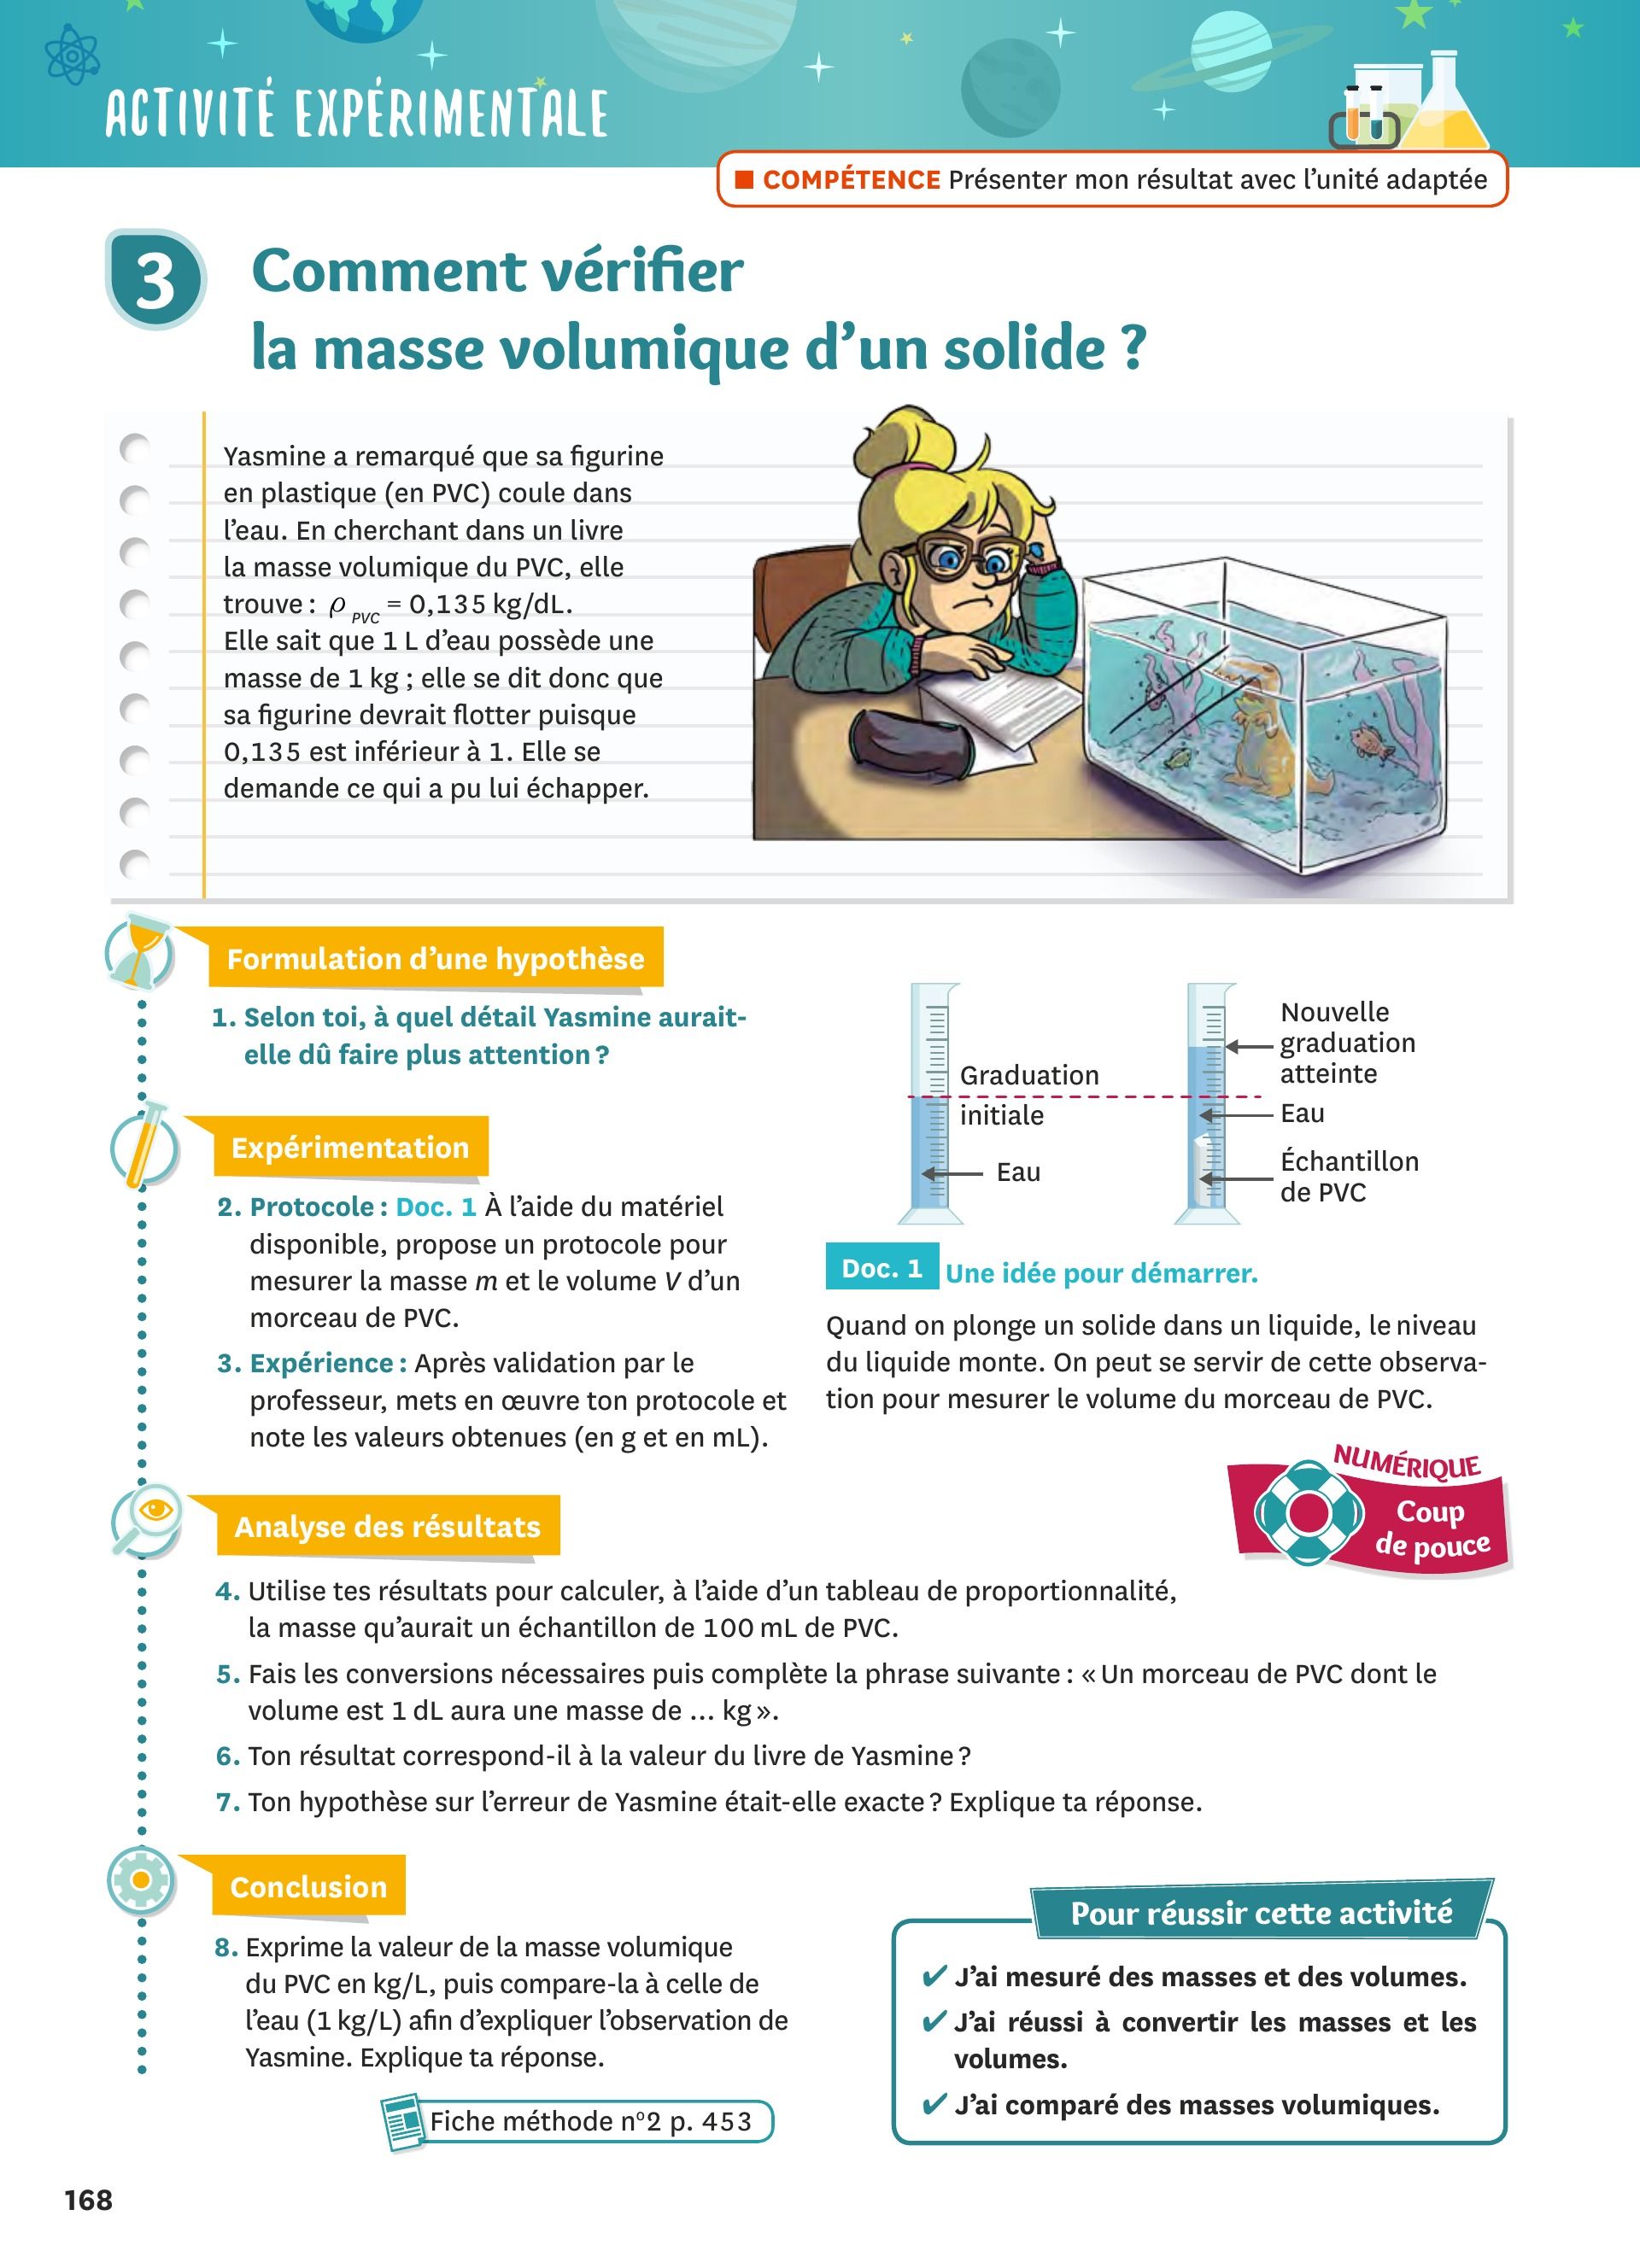 ACTIVITÉ EXPÉRIMENTALE
■ COMPÉTENCE Présenter mon résultat avec l’unité adaptée
3
Comment vérifier
la masse volumique d’un solide ?
Yasmine a remarqué que sa figurine
en plastique (en PVC) coule dans
l’eau. En cherchant dans un livre
la masse volumique du PVC, elle
trouve : ρ PVC = 0,135 kg/dL.
Elle sait que 1 L d’eau possède une
masse de 1 kg ; elle se dit donc que
sa figurine devrait flotter puisque
0,135 est inférieur à 1. Elle se
demande ce qui a pu lui échapper.
Formulation d’une hypothèse
1. Selon toi, à quel détail Yasmine aurait-
elle dû faire plus attention ?
Expérimentation
2. Protocole : Doc. 1 À l’aide du matériel
disponible, propose un protocole pour
mesurer la masse m et le volume V d’un
morceau de PVC.
3. Expérience : Après validation par le
professeur, mets en œuvre ton protocole et
note les valeurs obtenues (en g et en mL).
Graduation
initiale
Eau
Nouvelle
graduation
atteinte
Eau
Échantillon
de PVC
Doc. 1 Une idée pour démarrer.
Quand on plonge un solide dans un liquide, le niveau
du liquide monte. On peut se servir de cette observa-
tion pour mesurer le volume du morceau de PVC.
NUMÉRIQUE
Coup
de pouce
Analyse des résultats
4. Utilise tes résultats pour calculer, à l’aide d’un tableau de proportionnalité,
la masse qu’aurait un échantillon de 100 mL de PVC.
5. Fais les conversions nécessaires puis complète la phrase suivante : « Un morceau de PVC dont le
volume est 1 dL aura une masse de … kg ».
6. Ton résultat correspond-il à la valeur du livre de Yasmine ?
7. Ton hypothèse sur l’erreur de Yasmine était-elle exacte ? Explique ta réponse.
Conclusion
8. Exprime la valeur de la masse volumique
du PVC en kg/L, puis compare-la à celle de
l’eau (1 kg/L) afin d’expliquer l’observation de
Yasmine. Explique ta réponse.
Fiche méthode n°2 p. 453
Pour réussir cette activité
✔ J’ai mesuré des masses et des volumes.
✔ J’ai réussi à convertir les masses et les
volumes.
✔ J’ai comparé des masses volumiques.
168